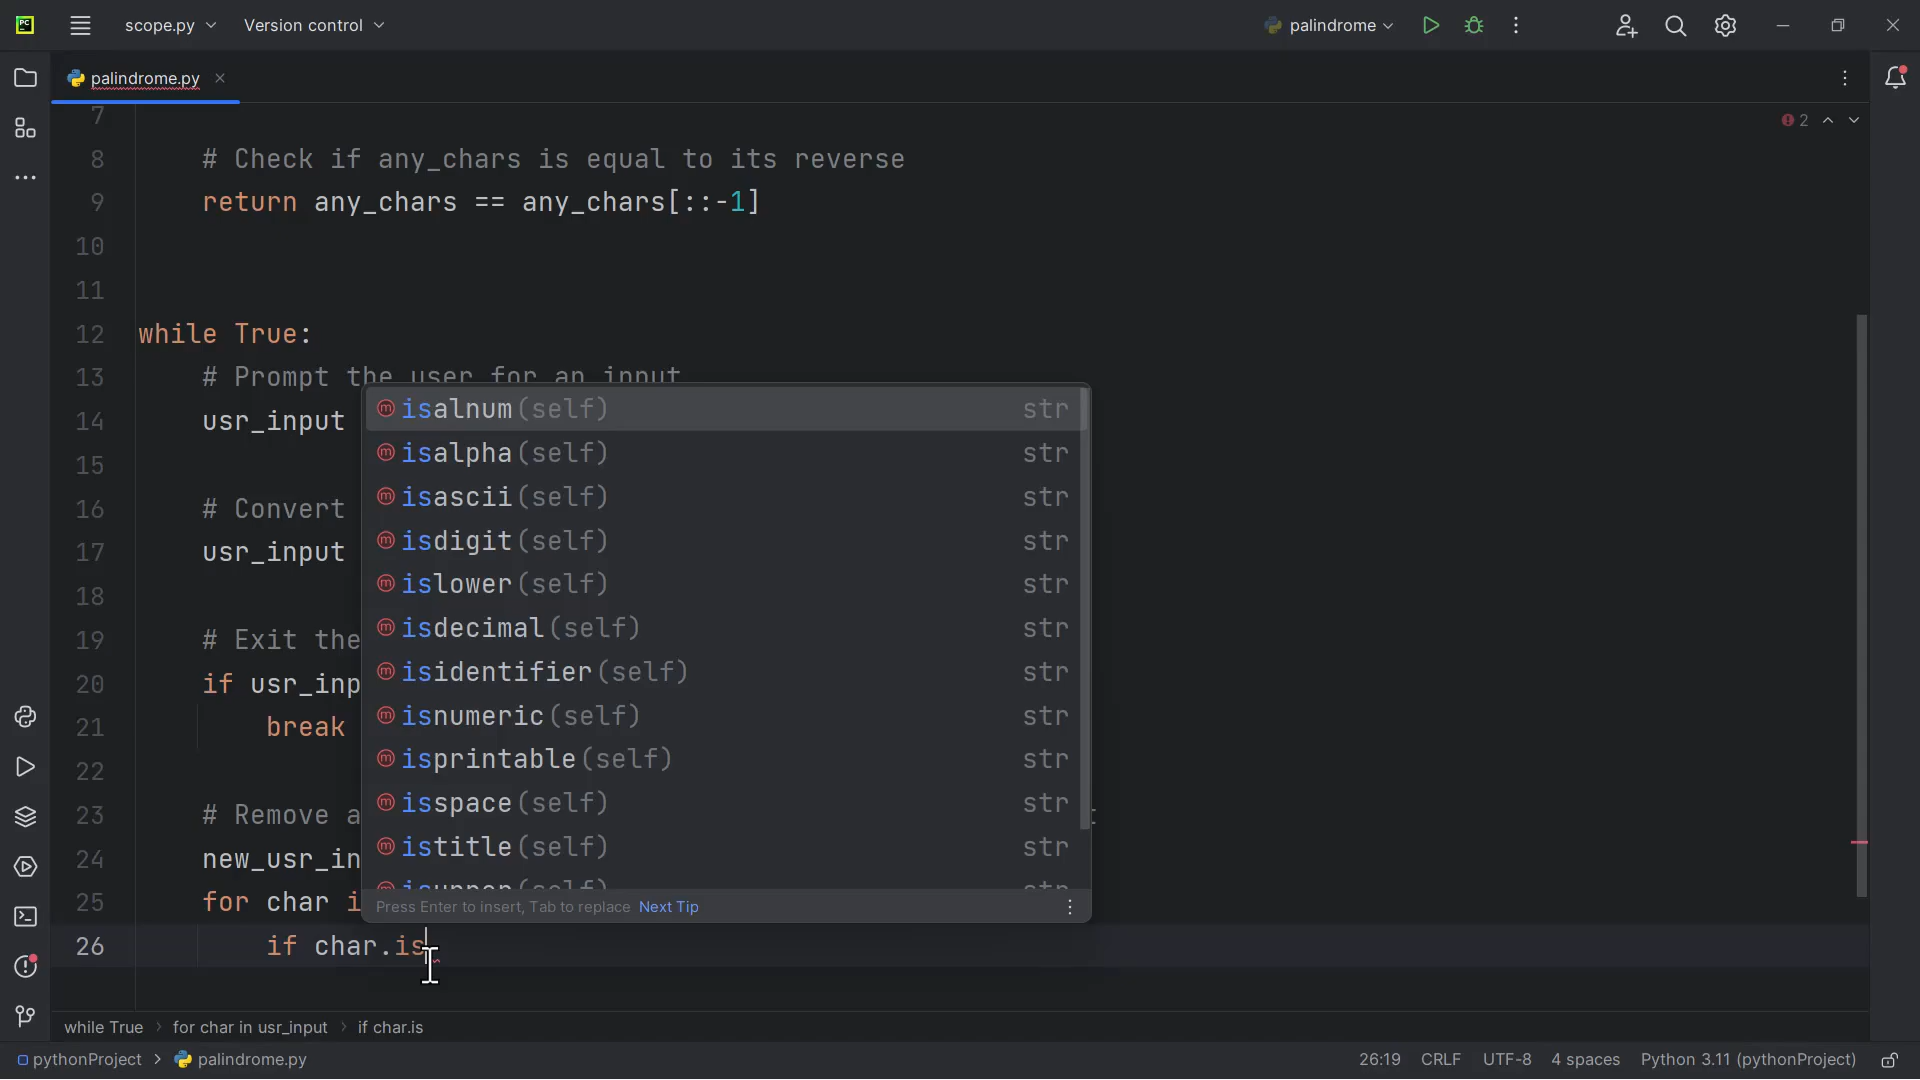 PC
scope.py
Version control
palindrome
palindrome.py
7
8 # Check if any_chars is equal to its reverse
9 return any_chars == any_chars[::-1]
10
11
12 while True:
13 # Prompt the user for an input
14 usr_input
15
16 # Convert
17 usr_input
18
19 # Exit the
20 if usr_inp
21 break
22
23 # Remove a
24 new_usr_in
25 for char i
26 if char.is
2
isalnum(self) str
isalpha(self) str
isascii(self) str
isdigit(self) str
islower(self) str
isdecimal(self) str
isidentifier(self) str
isnumeric(self) str
isprintable(self) str
isspace(self) str
istitle(self) str
isupper(self) str
Press Enter to insert, Tab to replace Next Tip
while True > for char in usr_input > if char.is
pythonProject > palindrome.py
26:19 CRLF UTF-8 4 spaces Python 3.11 (pythonProject)